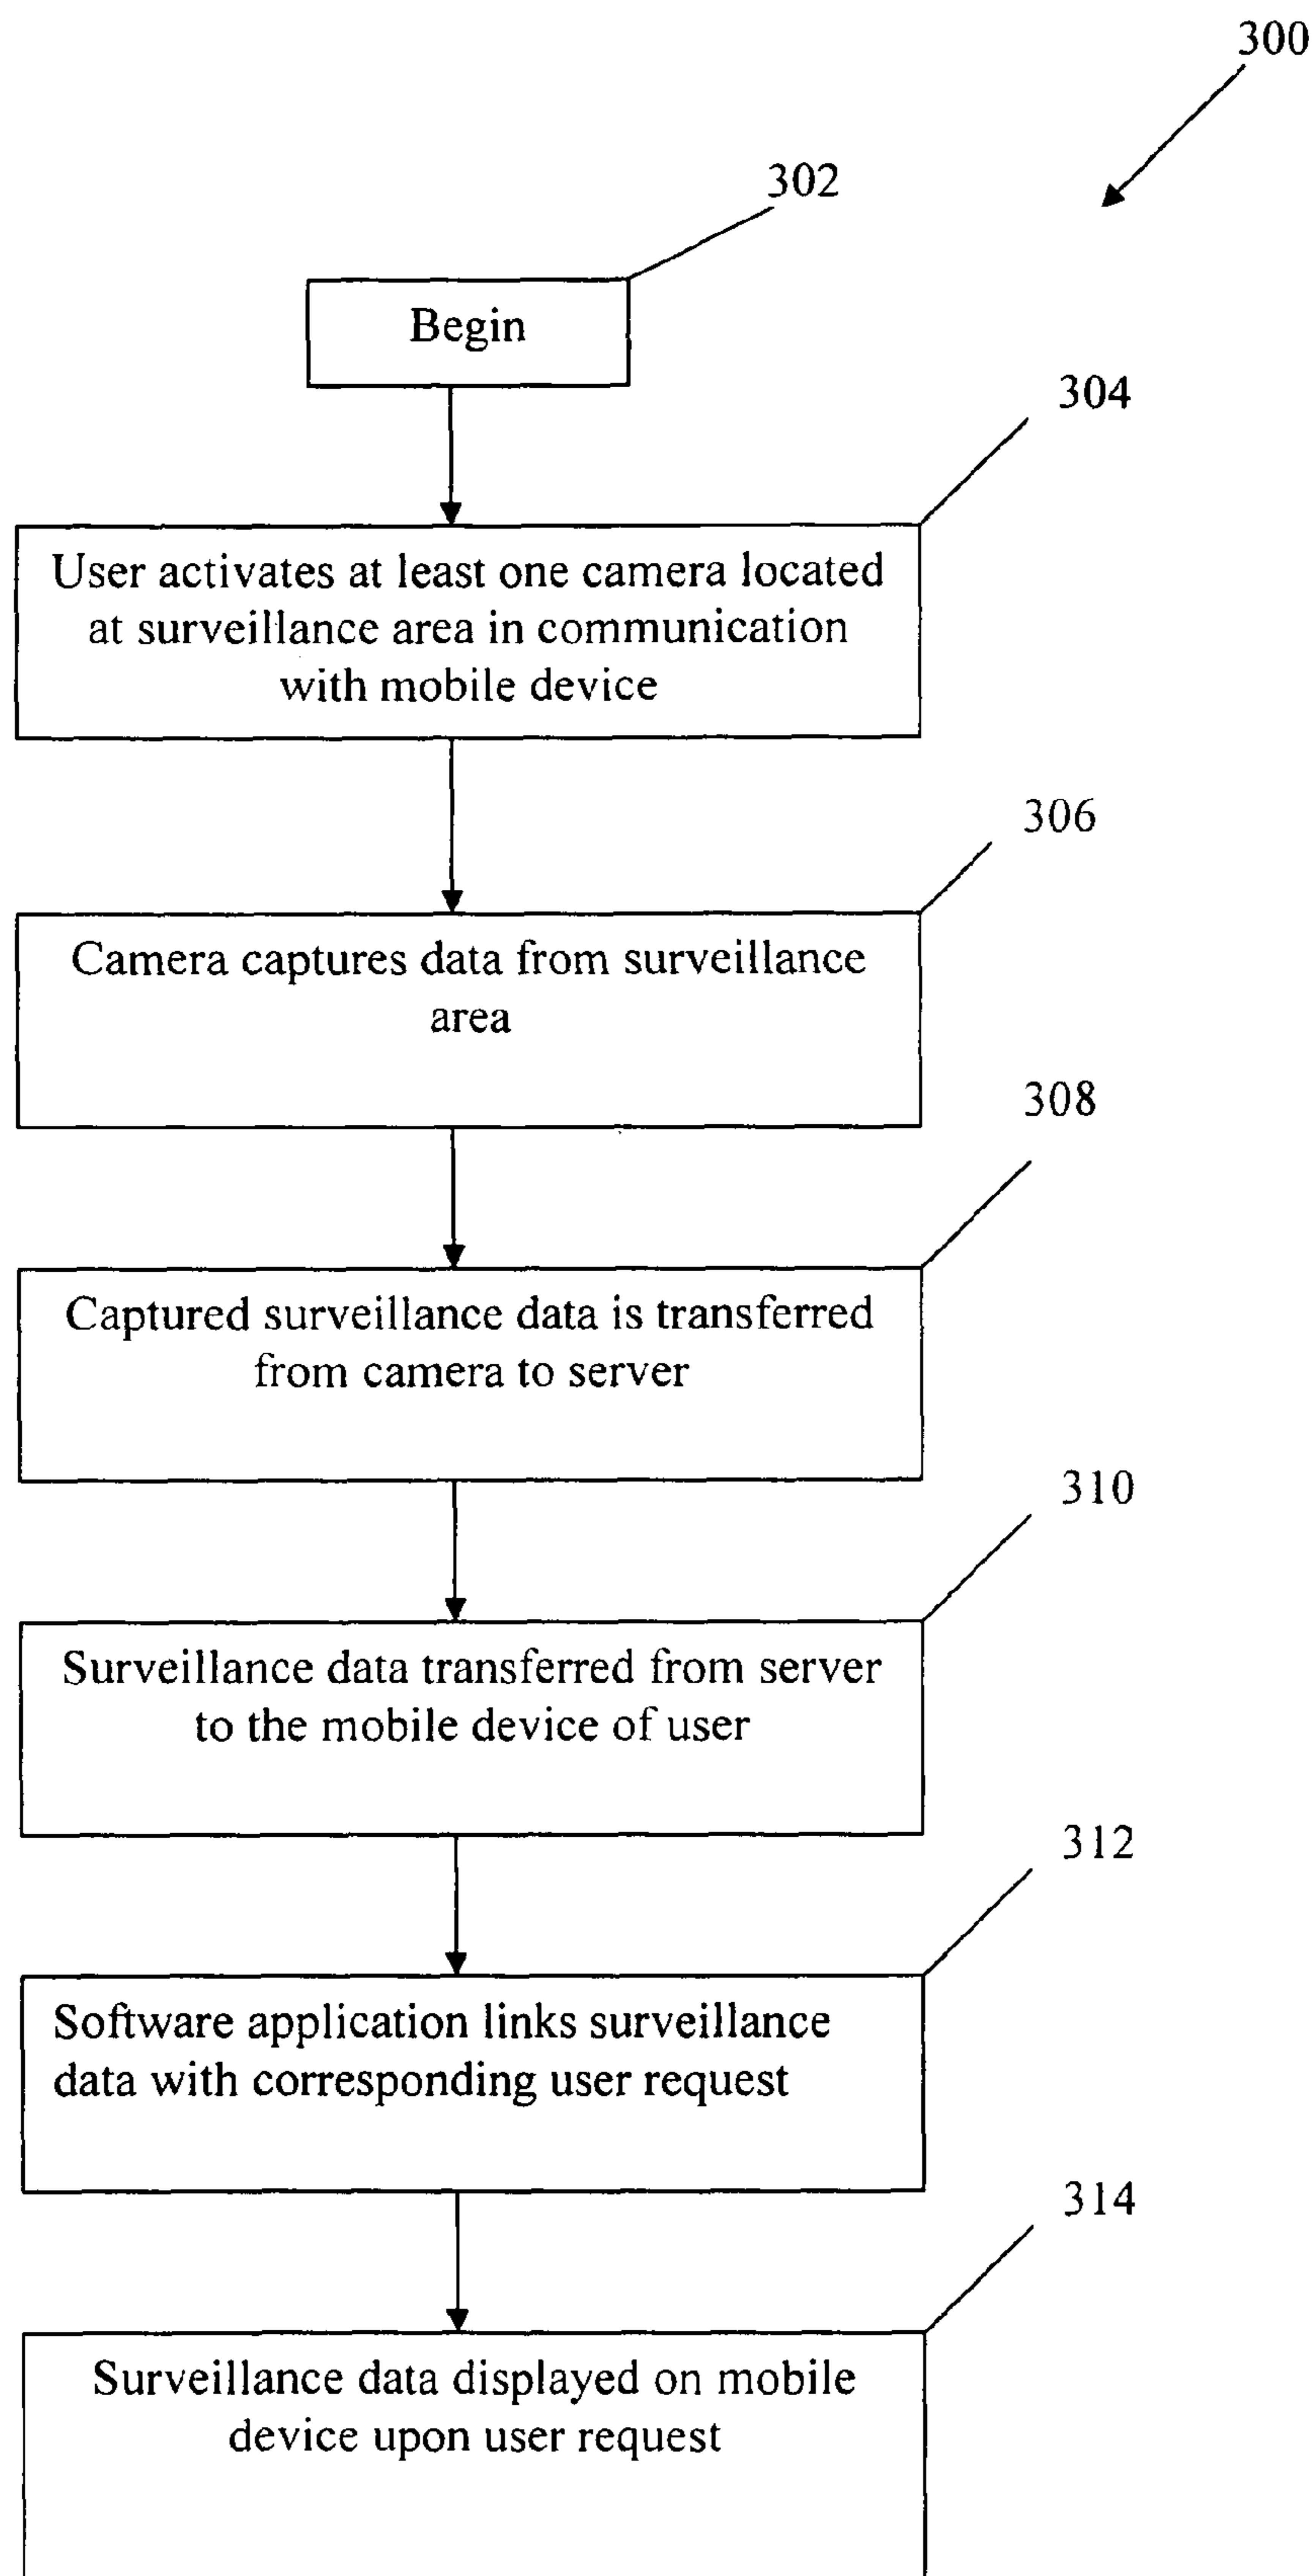 300
302
Begin
304
User activates at least one camera located
at surveillance area in communication
with mobile device
306
Camera captures data from surveillance
area
308
Captured surveillance data is transferred
from camera to server
310
Surveillance data transferred from server
to the mobile device of user
312
Software application links surveillance
data with corresponding user request
314
Surveillance data displayed on mobile
device upon user request